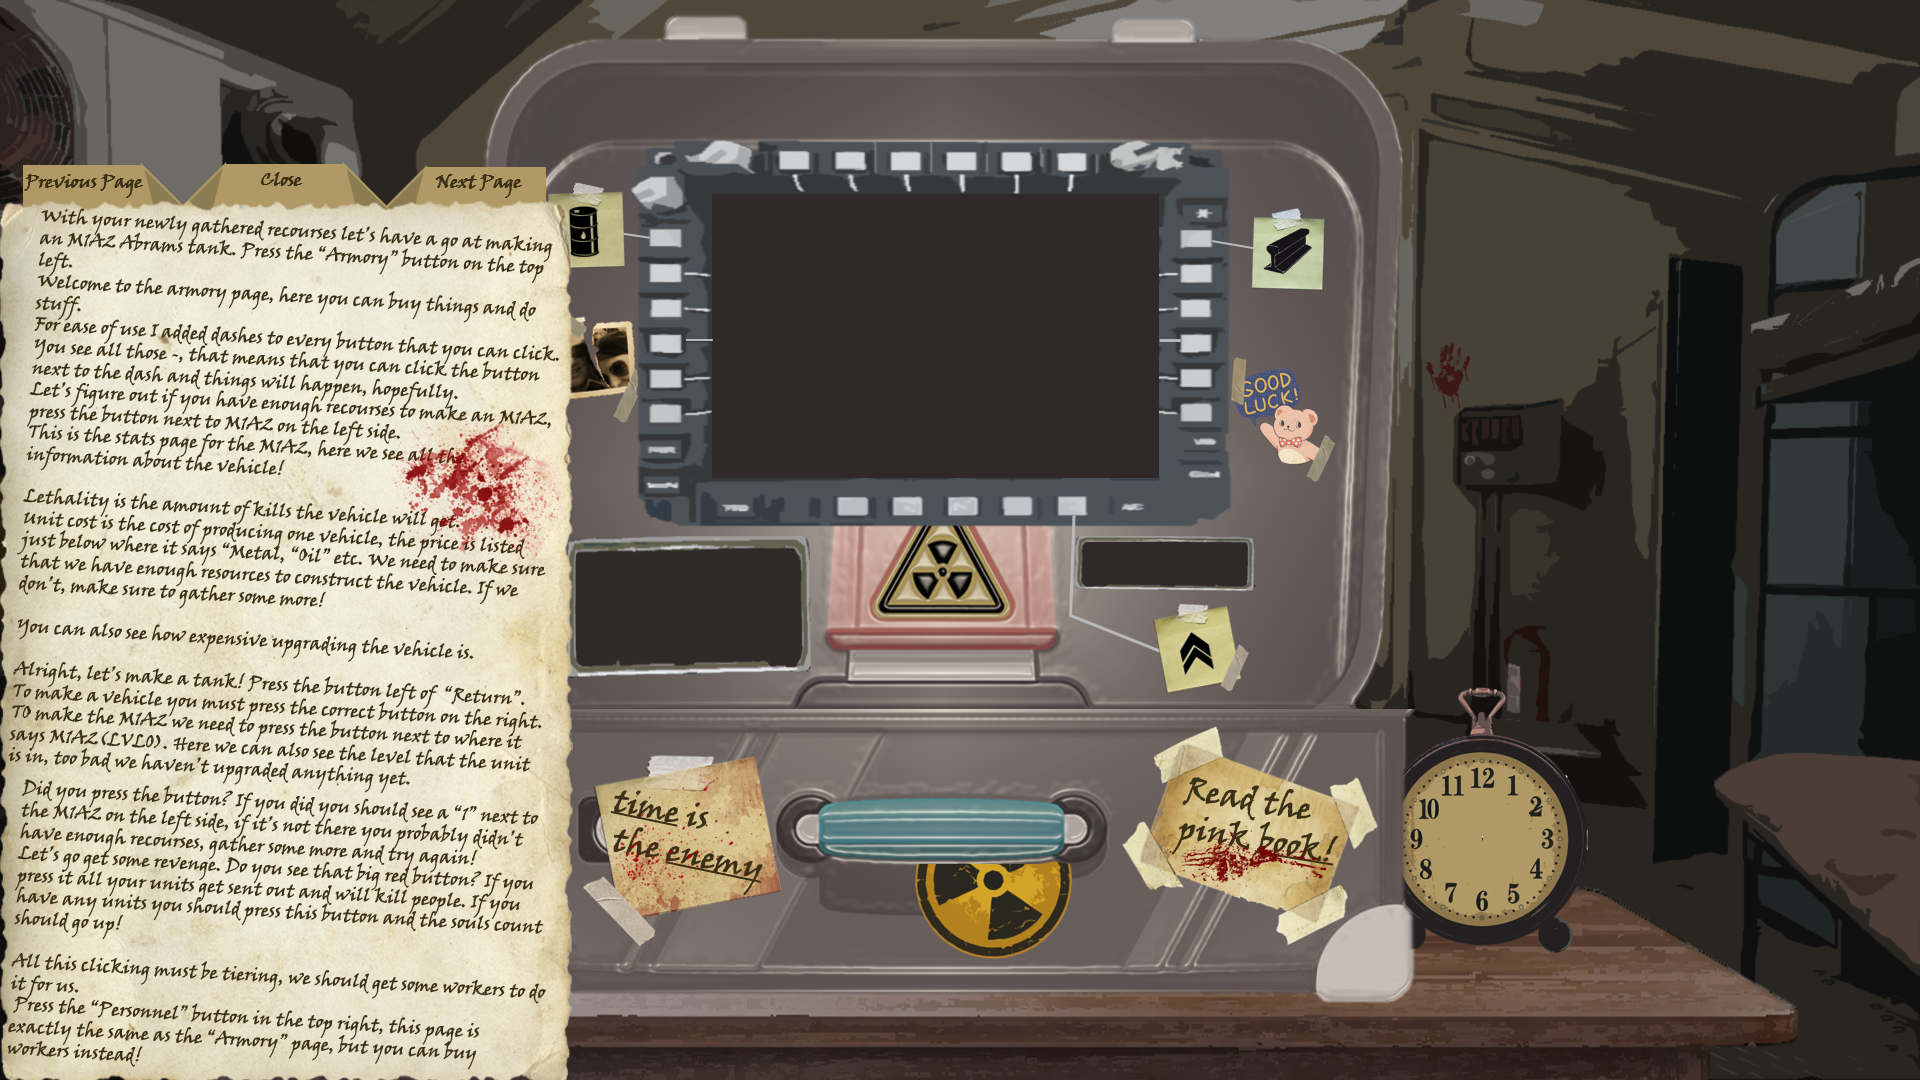 Previous Page
Close
Next Page
With your newly gathered recourses let's have a go at making
an M1A2 Abrams tank. Press the "Armory" button on the top
left.
Welcome to the armory page, here you can buy things and do
stuff.
For ease of use I added dashes to every button that you can click.
You see all those -, that means that you can click the button
next to the dash and things will happen, hopefully.
Let's figure out if you have enough recourses to make an M1A2,
press the button next to M1A2 on the left side.
This is the stats page for the M1A2, here we see all the
information about the vehicle!
Lethality is the amount of kills the vehicle will get.
Unit cost is the cost of producing one vehicle, the price is listed
just below where it says "Metal, "Oil" etc. We need to make sure
that we have enough resources to construct the vehicle. If we
don't, make sure to gather some more!
You can also see how expensive upgrading the vehicle is.
Alright, let's make a tank! Press the button left of "Return".
To make a vehicle you must press the correct button on the right.
TO make the M1A2 we need to press the button next to where it
says M1A2(LVL0). Here we can also see the level that the unit
is in, too bad we haven't upgraded anything yet.
Did you press the button? If you did you should see a "1" next to
the M1A2 on the left side, if it's not there you probably didn't
have enough recourses, gather some more and try again!
Let's go get some revenge. Do you see that big red button? If you
press it all your units get sent out and will kill people. If you
have any units you should press this button and the souls count
should go up!
All this clicking must be tiering, we should get some workers to do
it for us.
Press the "Personnel" button in the top right, this page is
exactly the same as the "Armory" page, but you can buy
workers instead!
GOOD
LUCK!
time is
the enemy
Read the
pink book!
12
1
2
3
4
5
6
7
8
9
10
11